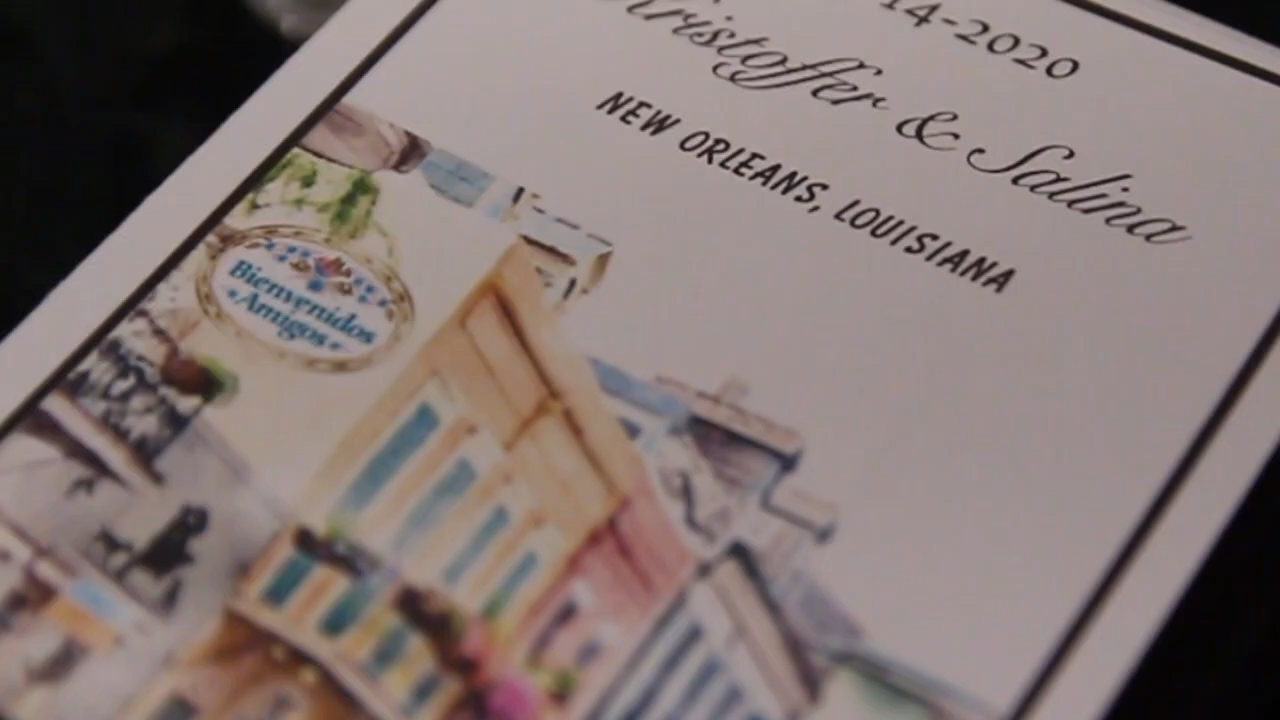 14-2020
Kristoffer & Salina
NEW ORLEANS, LOUISIANA
Bienvenidos
Amigos